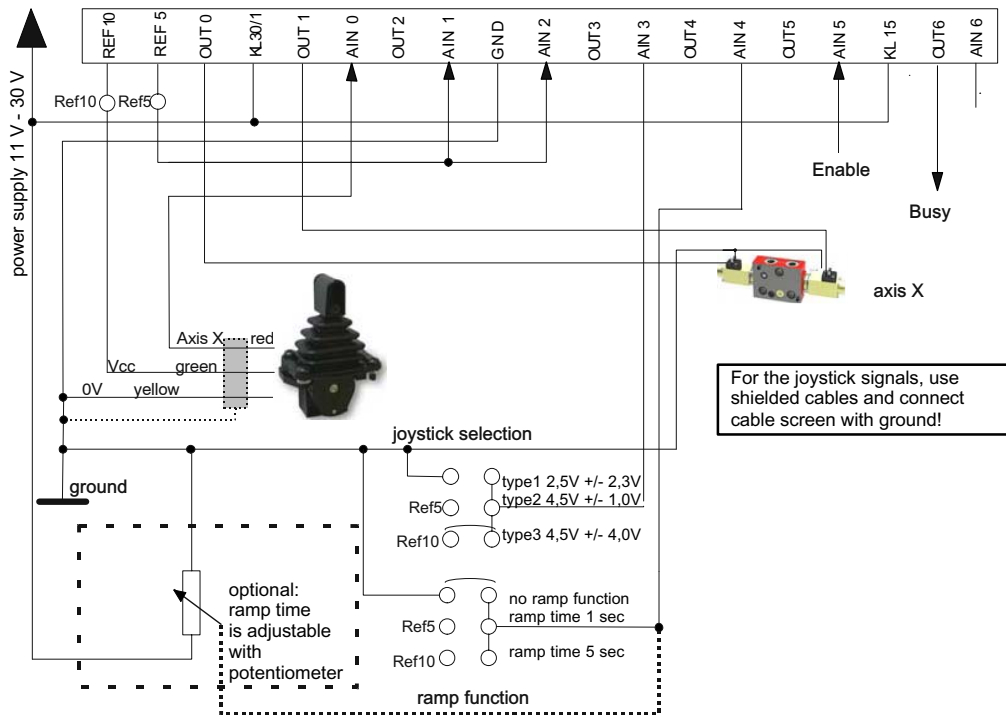 REF 10
REF 5
OUT 0
KL30/1
OUT 1
AIN 0
OUT 2
AIN 1
GND
AIN 2
OUT3
AIN 3
OUT4
AIN 4
OUT5
AIN 5
KL 15
OUT6
AIN 6
power supply 11 V - 30 V
Ref10
Ref5
Enable
Busy
axis X
Axis X red
Vcc green
0V yellow
For the joystick signals, use
shielded cables and connect
cable screen with ground!
joystick selection
ground
type1 2,5V +/- 2,3V
Ref5 type2 4,5V +/- 1,0V
Ref10 type3 4,5V +/- 4,0V
optional:
ramp time
is adjustable
with
potentiometer
no ramp function
Ref5 ramp time 1 sec
Ref10 ramp time 5 sec
ramp function